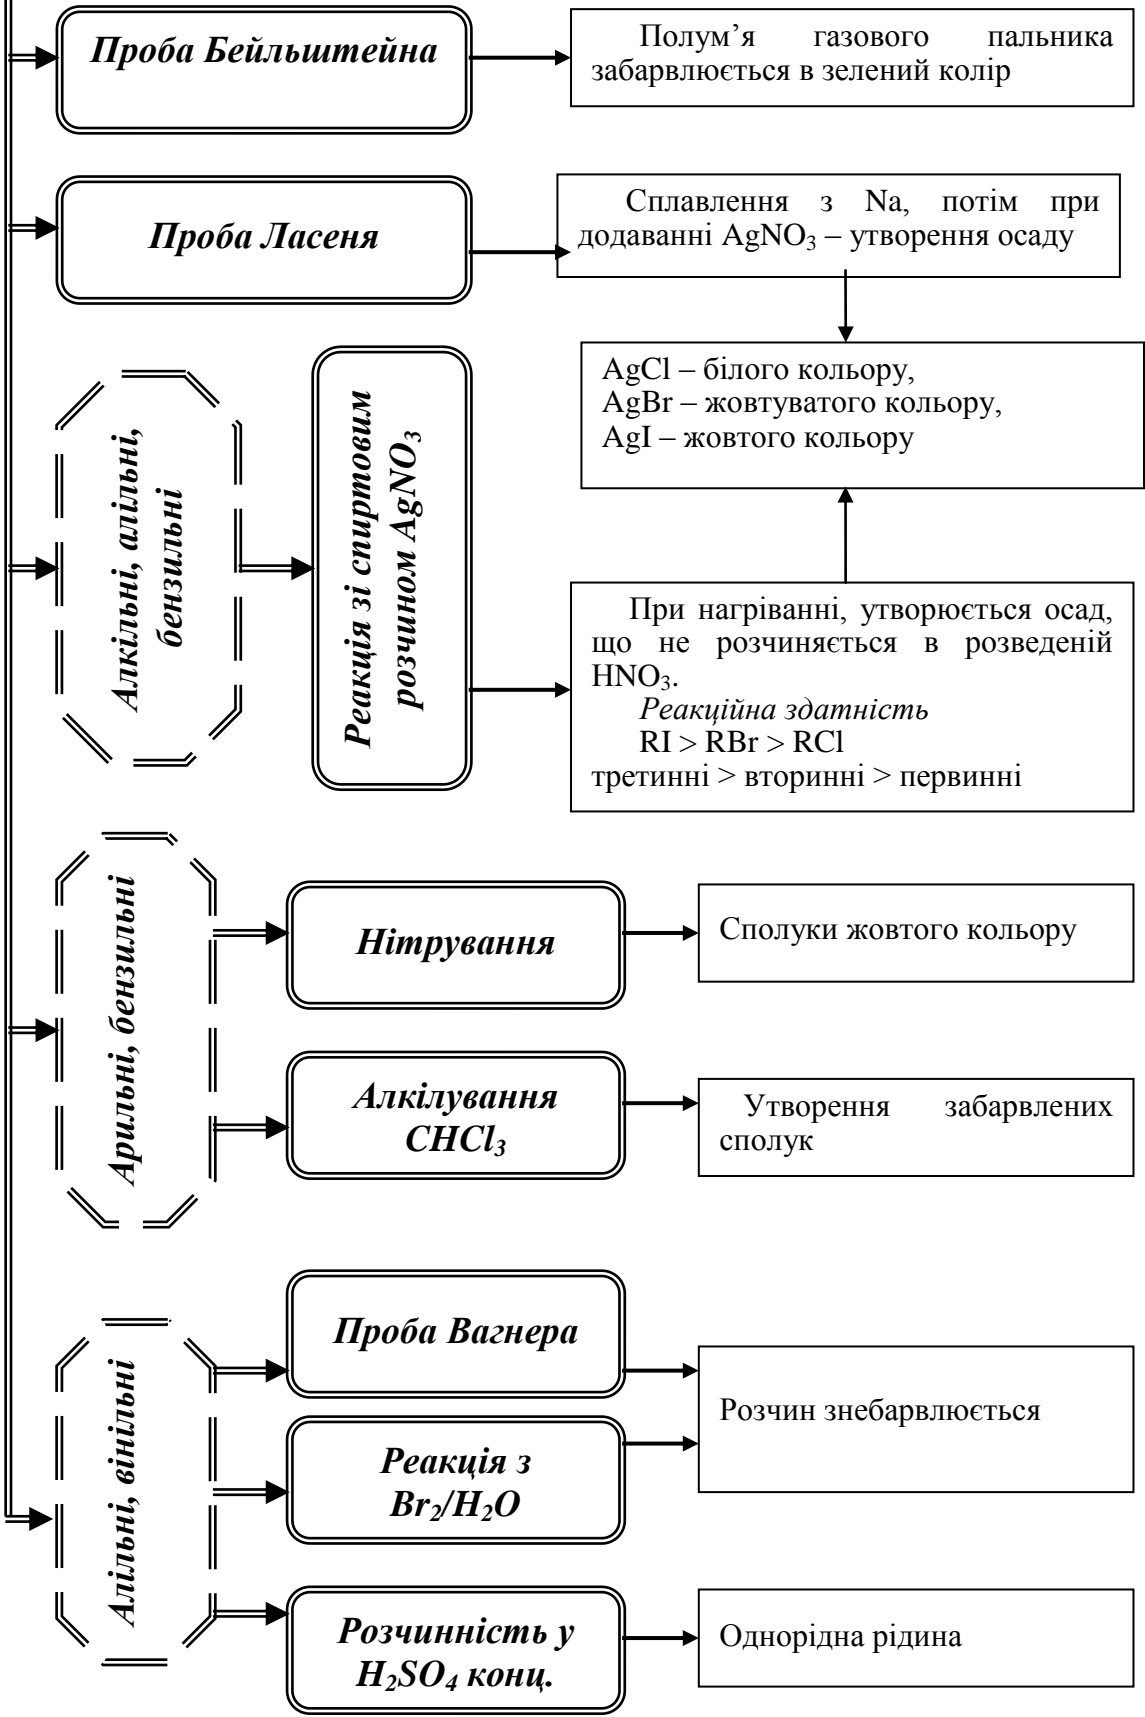 Проба Бейльштейна
Полум’я газового пальника
забарвлюється в зелений колір
Проба Ласеня
Сплавлення з Na, потім при
додаванні AgNO₃ – утворення осаду
AgCl – білого кольору,
AgBr – жовтуватого кольору,
AgI – жовтого кольору
Алкільні, алільні,
бензильні
Реакція зі спиртовим
розчином AgNO₃
При нагріванні, утворюється осад,
що не розчиняється в розведеній
HNO₃.
Реакційна здатність
RI > RBr > RCl
третинні > вторинні > первинні
Арильні, бензильні
Нітрування
Сполуки жовтого кольору
Алкілування
CHCl₃
Утворення забарвлених
сполук
Алільні, вінільні
Проба Вагнера
Розчин знебарвлюється
Реакція з
Br₂/H₂O
Розчинність у
H₂SO₄ конц.
Однорідна рідина